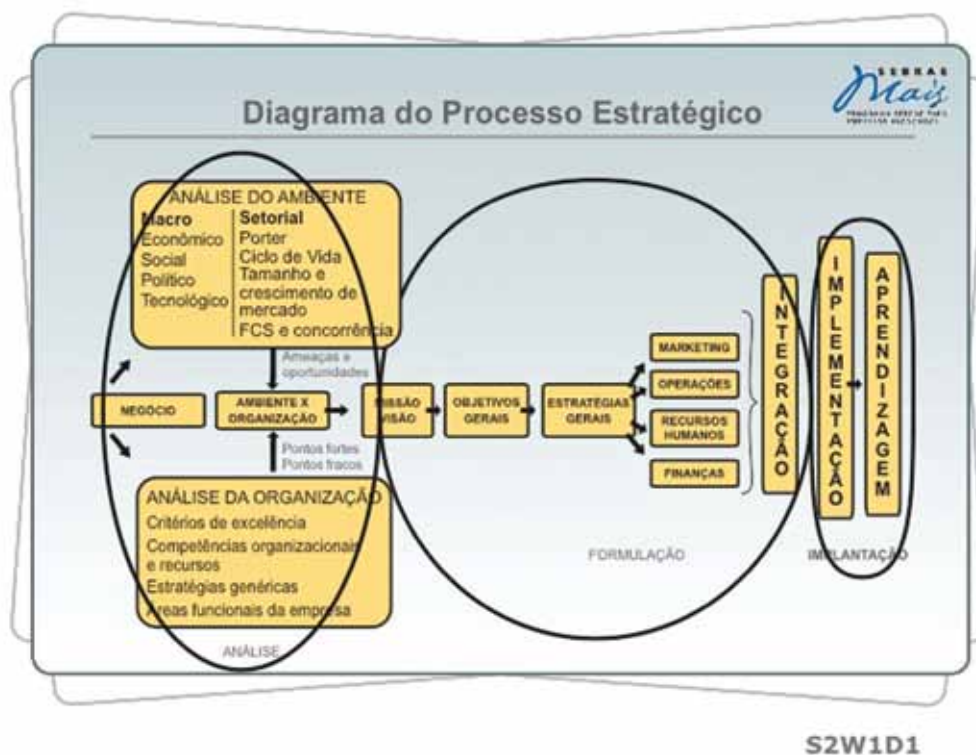 SEBRAE
Mais
Diagrama do Processo Estratégico
ANÁLISE DO AMBIENTE
Macro
Econômico
Social
Político
Tecnológico
Setorial
Porter
Ciclo de Vida
Tamanho e
crescimento de
mercado
FCS e concorrência
Ameaças e
oportunidades
NEGÓCIO
AMBIENTE X
ORGANIZAÇÃO
MISSÃO
VISÃO
OBJETIVOS
GERAIS
ESTRATÉGIAS
GERAIS
MARKETING
OPERAÇÕES
RECURSOS
HUMANOS
FINANÇAS
INTEGRAÇÃO
IMPLEMENTAÇÃO
APRENDIZAGEM
Pontos fortes
Pontos fracos
ANÁLISE DA ORGANIZAÇÃO
Critérios de excelência
Competências organizacionais
e recursos
Estratégias genéricas
Áreas funcionais da empresa
ANÁLISE
FORMULAÇÃO
IMPLANTAÇÃO
S2W1D1